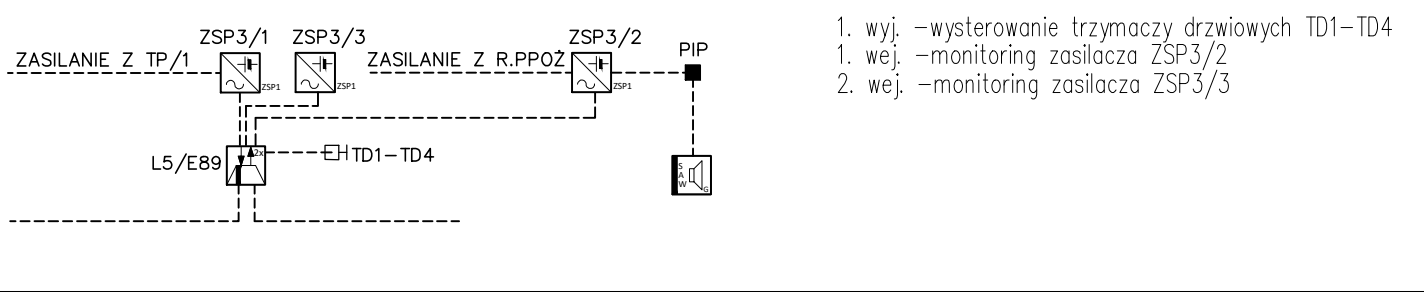 ZSP3/1
ZSP3/3
ZSP3/2
1. wyj. –wysterowanie trzymaczy drzwiowych TD1–TD4
ZASILANIE Z TP/1
ZASILANIE Z R.PPOŻ
PIP
1. wej. –monitoring zasilacza ZSP3/2
ZSP1
ZSP1
ZSP1
2. wej. –monitoring zasilacza ZSP3/3
L5/E89
2x
TD1–TD4
S
A
W
G